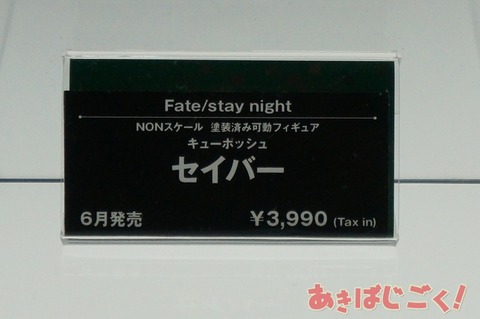 Fate/stay night
NONスケール 塗装済み可動フィギュア
キューポッシュ
セイバー
6月発売 ¥3,990 (Tax in)
あきばじごく!